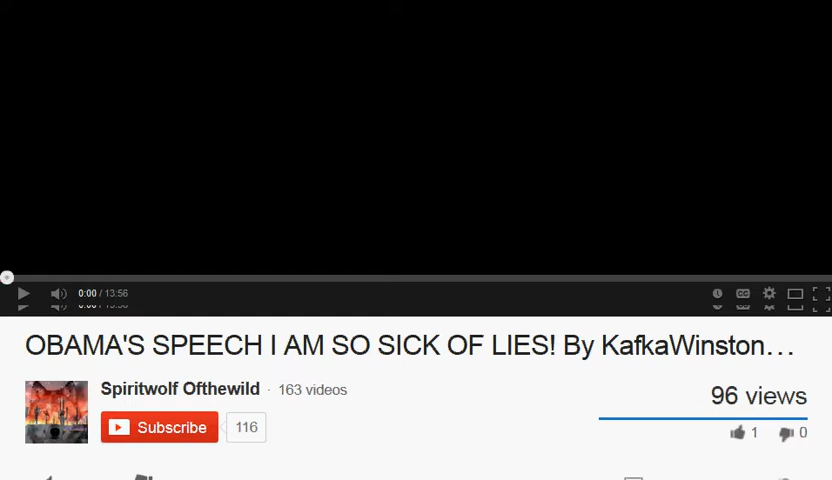 0:00 / 13:56
OBAMA'S SPEECH I AM SO SICK OF LIES! By KafkaWinston...
Spiritwolf Ofthewild · 163 videos
96 views
Subscribe 116
1 0